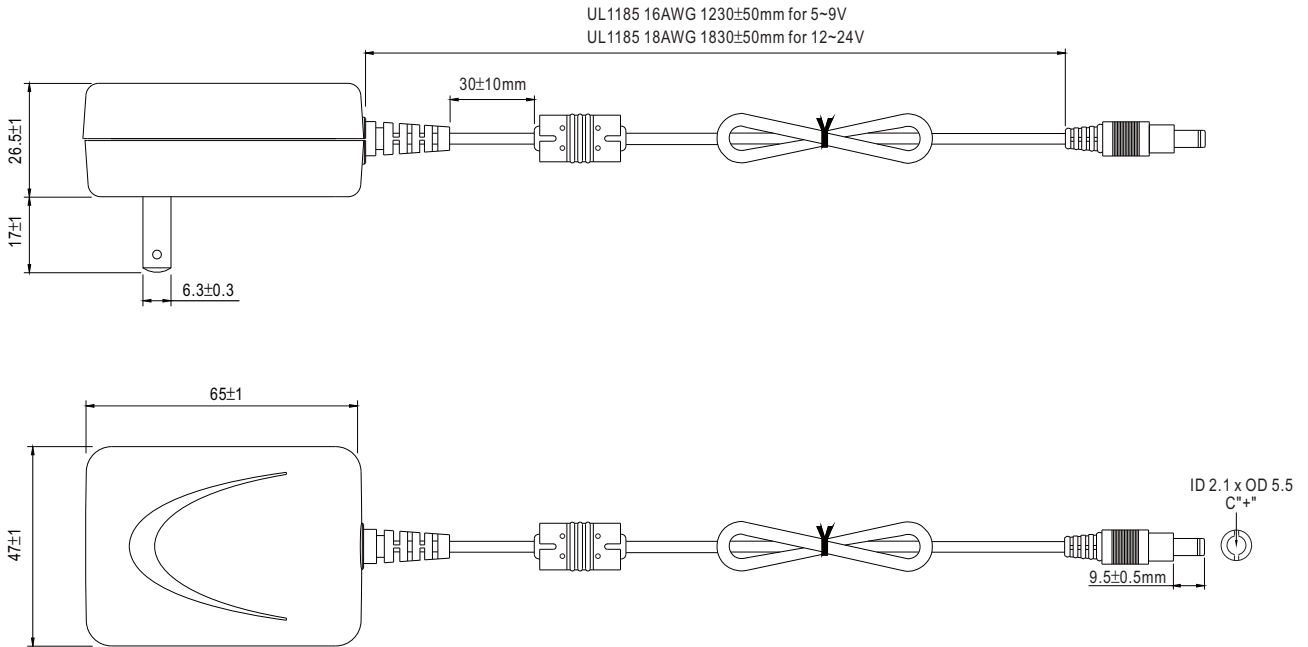 UL1185 16AWG 1230±50mm for 5~9V
UL1185 18AWG 1830±50mm for 12~24V
30±10mm
26.5±1
17±1
6.3±0.3
65±1
47±1
ID 2.1 x OD 5.5
C"+"
9.5±0.5mm